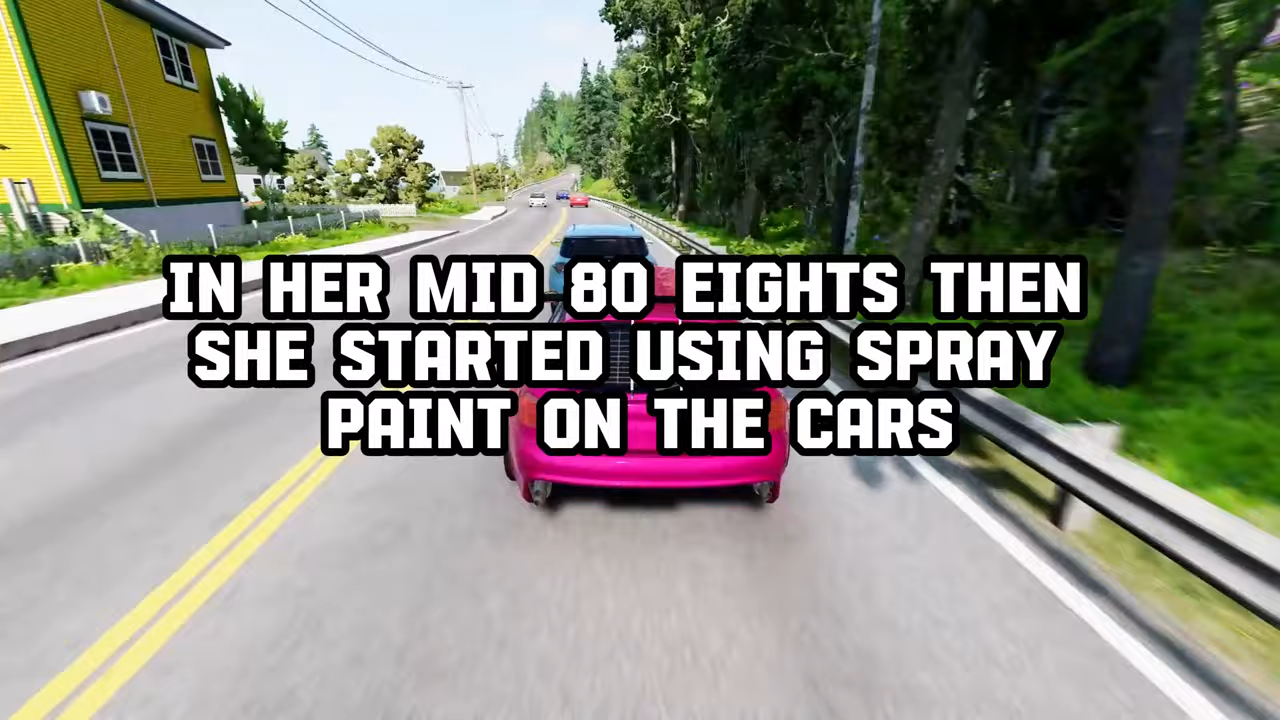 IN HER MID 80 EIGHTS THEN
SHE STARTED USING SPRAY
PAINT ON THE CARS